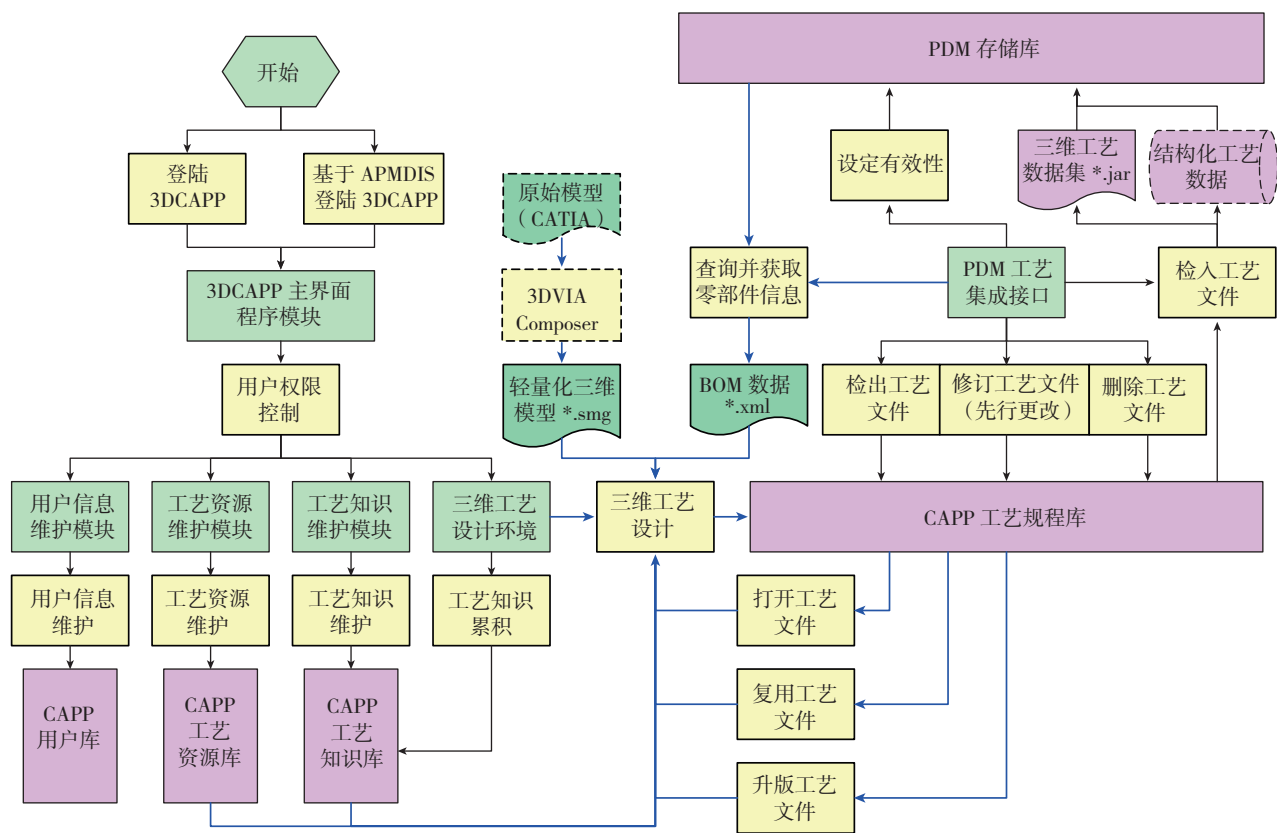 开始
登陆
3DCAPP
基于 APMDIS
登陆 3DCAPP
3DCAPP 主界面
程序模块
用户权限
控制
用户信息
维护模块
工艺资源
维护模块
工艺知识
维护模块
三维工艺
设计环境
用户信息
维护
工艺资源
维护
工艺知识
维护
工艺知识
累积
CAPP
用户库
CAPP
工艺
资源库
CAPP
工艺
知识库
原始模型
（CATIA）
3DVIA
Composer
轻量化三维
模型 *.smg
三维工艺
设计
PDM 存储库
设定有效性
三维工艺
数据集 *.jar
结构化工艺
数据
查询并获取
零部件信息
PDM 工艺
集成接口
检入工艺
文件
BOM 数据
*.xml
检出工艺
文件
修订工艺文件
（先行更改）
删除工艺
文件
CAPP 工艺规程库
打开工艺
文件
复用工艺
文件
升版工艺
文件